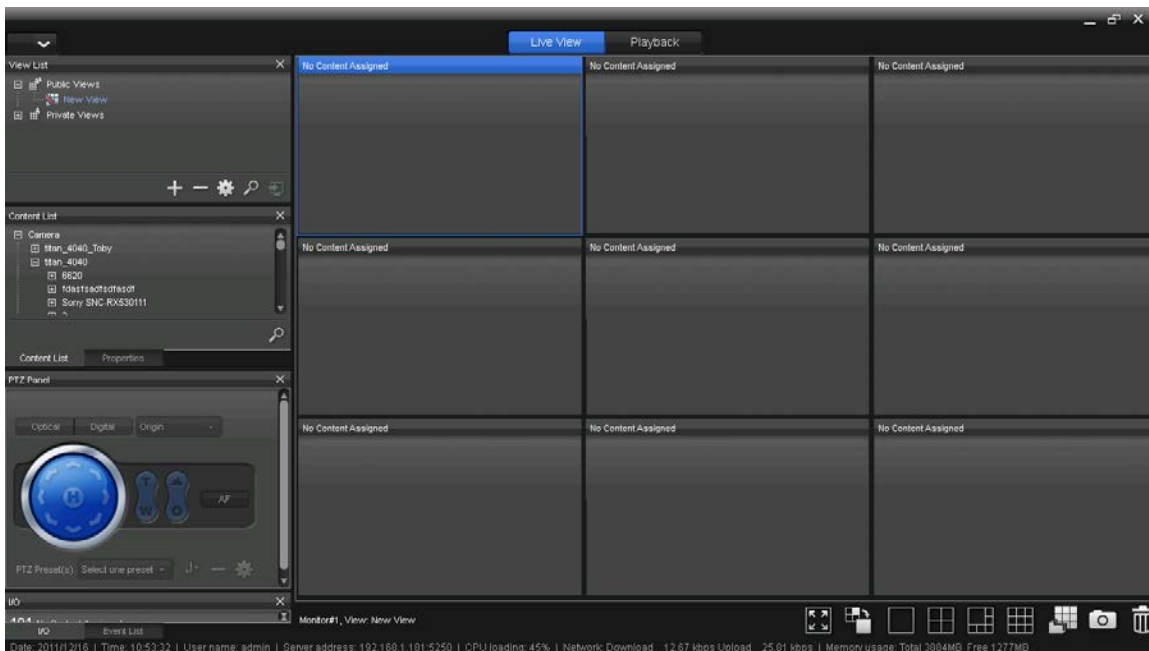 Live View
Playback
View List
Public Views
New View
Private Views
Content List
Camera
titan_4040_Toby
titan_4040
6620
Sony SNC-RX530111
Content List
Properties
PTZ Panel
Optical
Digital
Origin
H
T
W
O
AF
PTZ Preset(s)
Select one preset
I/O
I/O
Event List
No Content Assigned
No Content Assigned
No Content Assigned
No Content Assigned
No Content Assigned
No Content Assigned
No Content Assigned
No Content Assigned
No Content Assigned
Monitor#1, View: New View
Date: 2011/12/16 | Time: 10:53:32 | User name: admin | Server address: 192.168.1.181:5250 | CPU loading: 45% | Network: Download 12.67 kbps Upload 25.01 kbps | Memory usage: Total 3804MB Free 1277MB